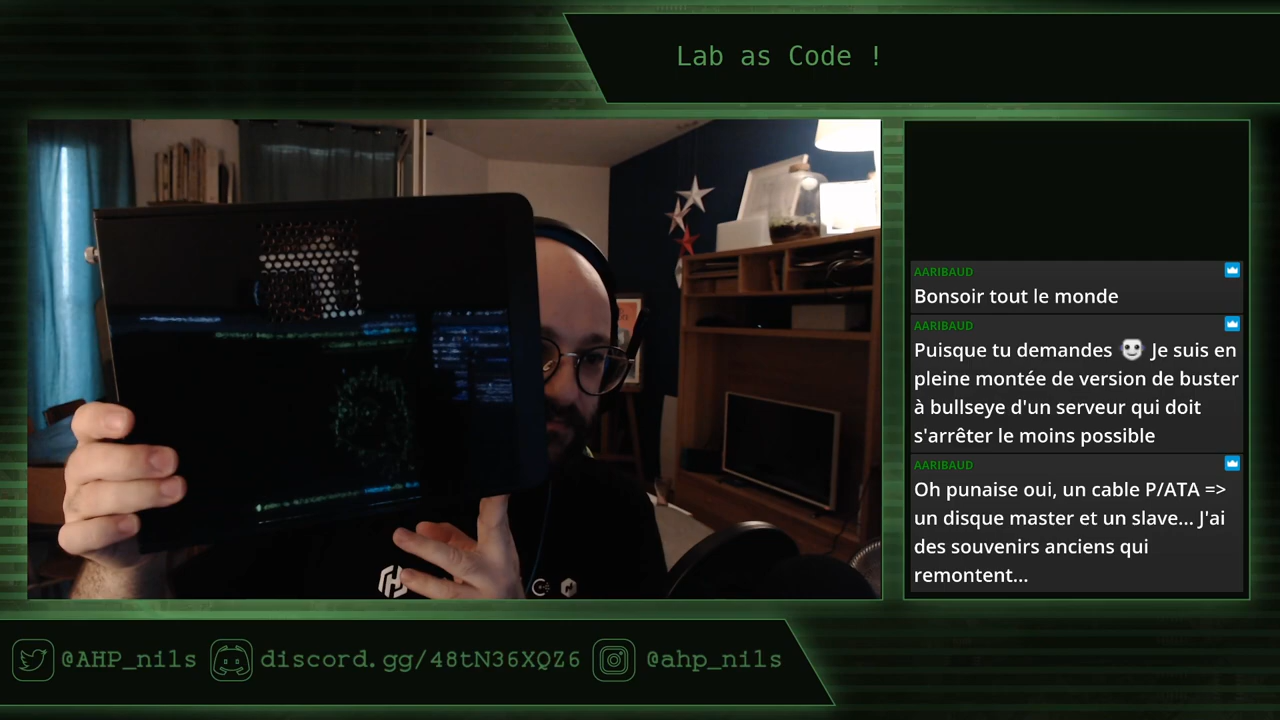 Lab as Code !
AARIBAUD
Bonsoir tout le monde
AARIBAUD
Puisque tu demandes Je suis en
pleine montée de version de buster
à bullseye d'un serveur qui doit
s'arrêter le moins possible
AARIBAUD
Oh punaise oui, un cable P/ATA =>
un disque master et un slave... J'ai
des souvenirs anciens qui
remontent...
@AHP_nils discord.gg/48tN36XQZ6 @ahp_nils